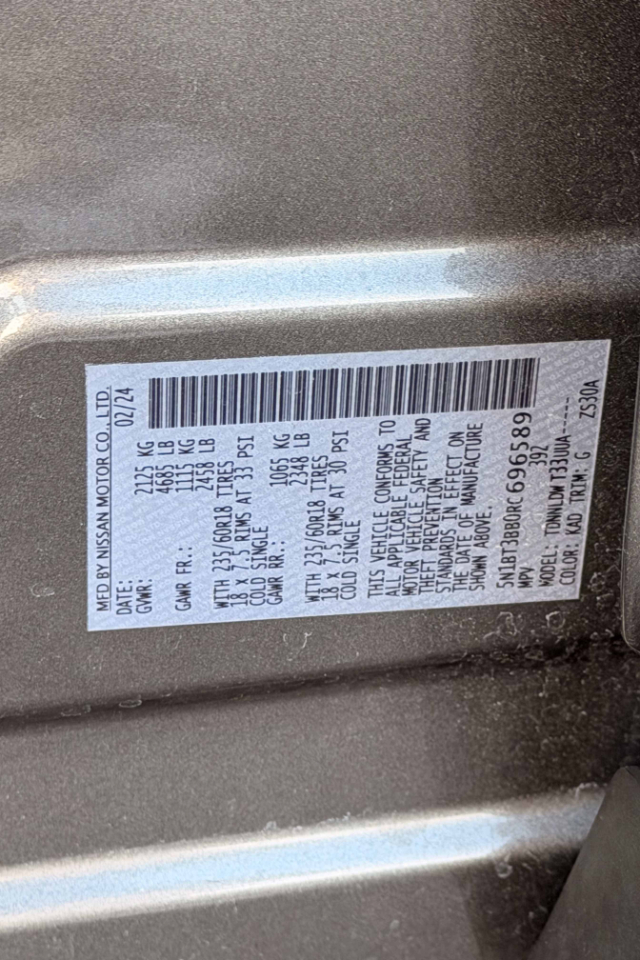 MFD BY NISSAN MOTOR CO., LTD.
DATE: 02/24
GVWR: 2125 KG
4685 LB
GAWR FR.: 1115 KG
2458 LB
WITH 235/60R18 TIRES
18 X 7.5 RIMS AT 33 PSI
COLD SINGLE
GAWR RR.: 1065 KG
2348 LB
WITH 235/60R18 TIRES
18 X 7.5 RIMS AT 30 PSI
COLD SINGLE
THIS VEHICLE CONFORMS TO
ALL APPLICABLE FEDERAL
MOTOR VEHICLE SAFETY AND
THEFT PREVENTION
STANDARDS IN EFFECT ON
THE DATE OF MANUFACTURE
SHOWN ABOVE.
5N1BT3BB0RC696589
MPV 392
MODEL: TDNNLDWT33UUA------
COLOR: KAD TRIM: G ZS30A